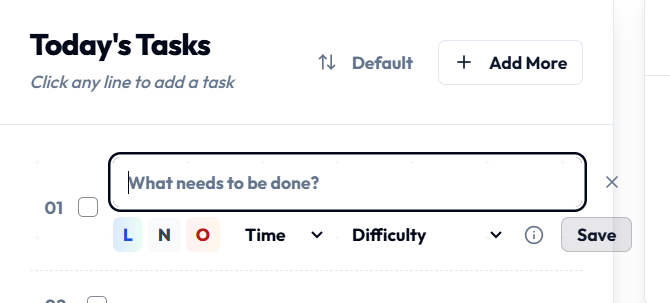 Today's Tasks
Click any line to add a task
Default
Add More
What needs to be done?
01
L N O Time Difficulty Save